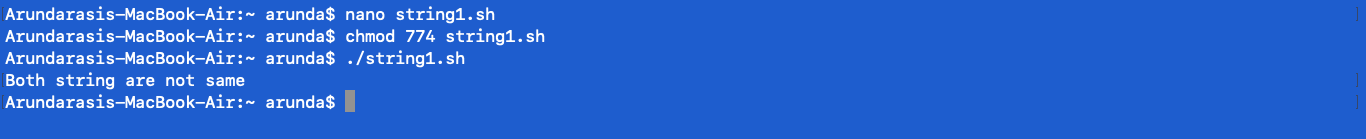 Arundarasis-MacBook-Air:~ arunda$ nano string1.sh
Arundarasis-MacBook-Air:~ arunda$ chmod 774 string1.sh
Arundarasis-MacBook-Air:~ arunda$ ./string1.sh
Both string are not same
Arundarasis-MacBook-Air:~ arunda$